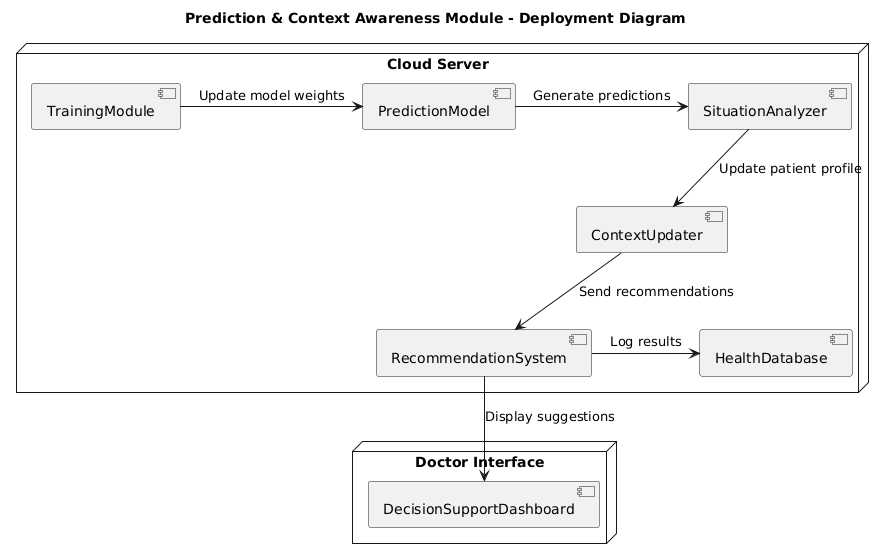 Prediction & Context Awareness Module - Deployment Diagram
Cloud Server
TrainingModule
Update model weights
PredictionModel
Generate predictions
SituationAnalyzer
Update patient profile
ContextUpdater
Send recommendations
RecommendationSystem
Log results
HealthDatabase
Display suggestions
Doctor Interface
DecisionSupportDashboard